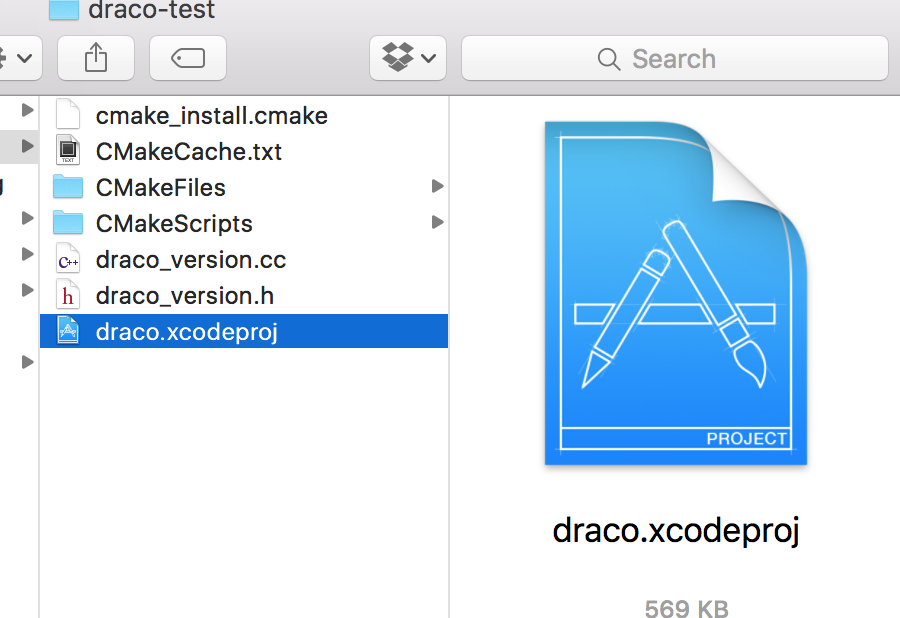 draco-test
Search
cmake_install.cmake
CMakeCache.txt
CMakeFiles
CMakeScripts
draco_version.cc
draco_version.h
draco.xcodeproj
TEXT
C++
h
PROJECT
draco.xcodeproj
569 KB